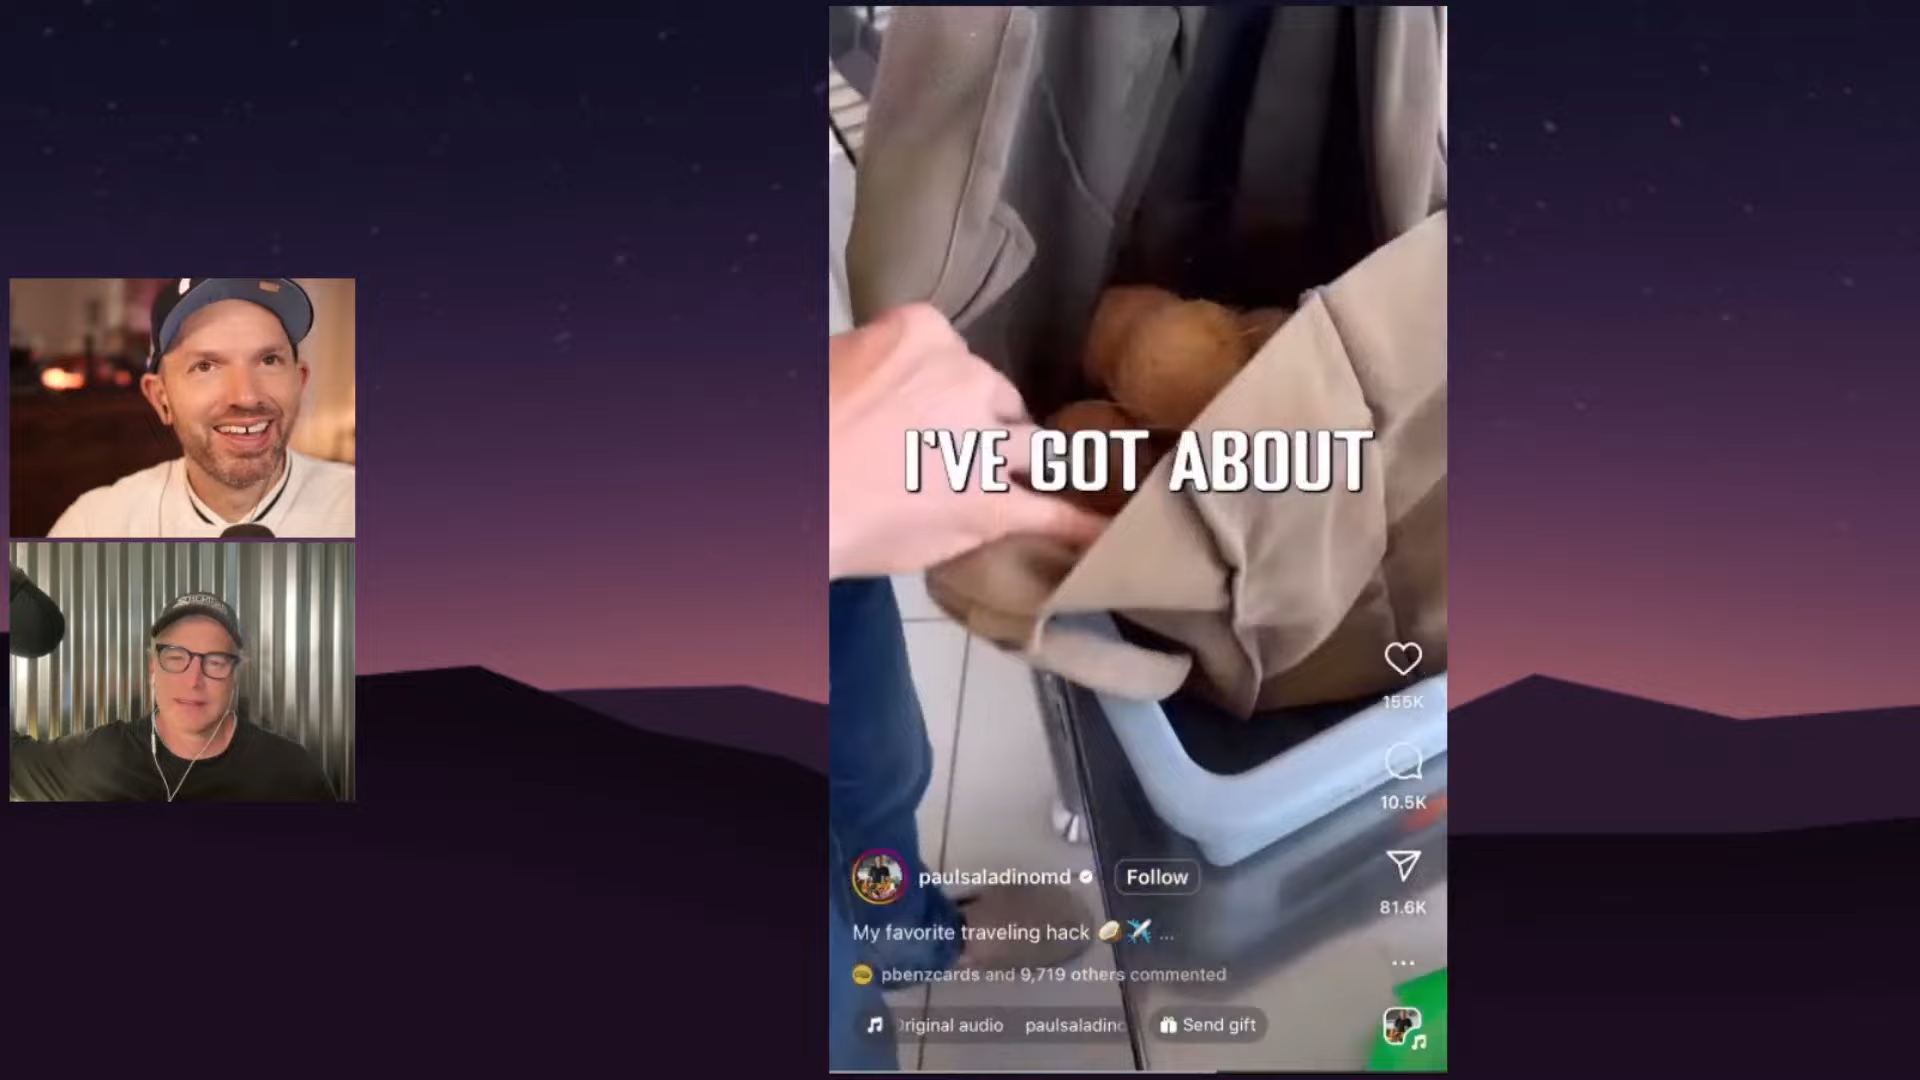 I'VE GOT ABOUT
155K
10.5K
paulsaladinomd
Follow
81.6K
My favorite traveling hack 🥔 ✈️ ...
pbenzcards and 9,719 others commented
riginal audio paulsaladino
Send gift